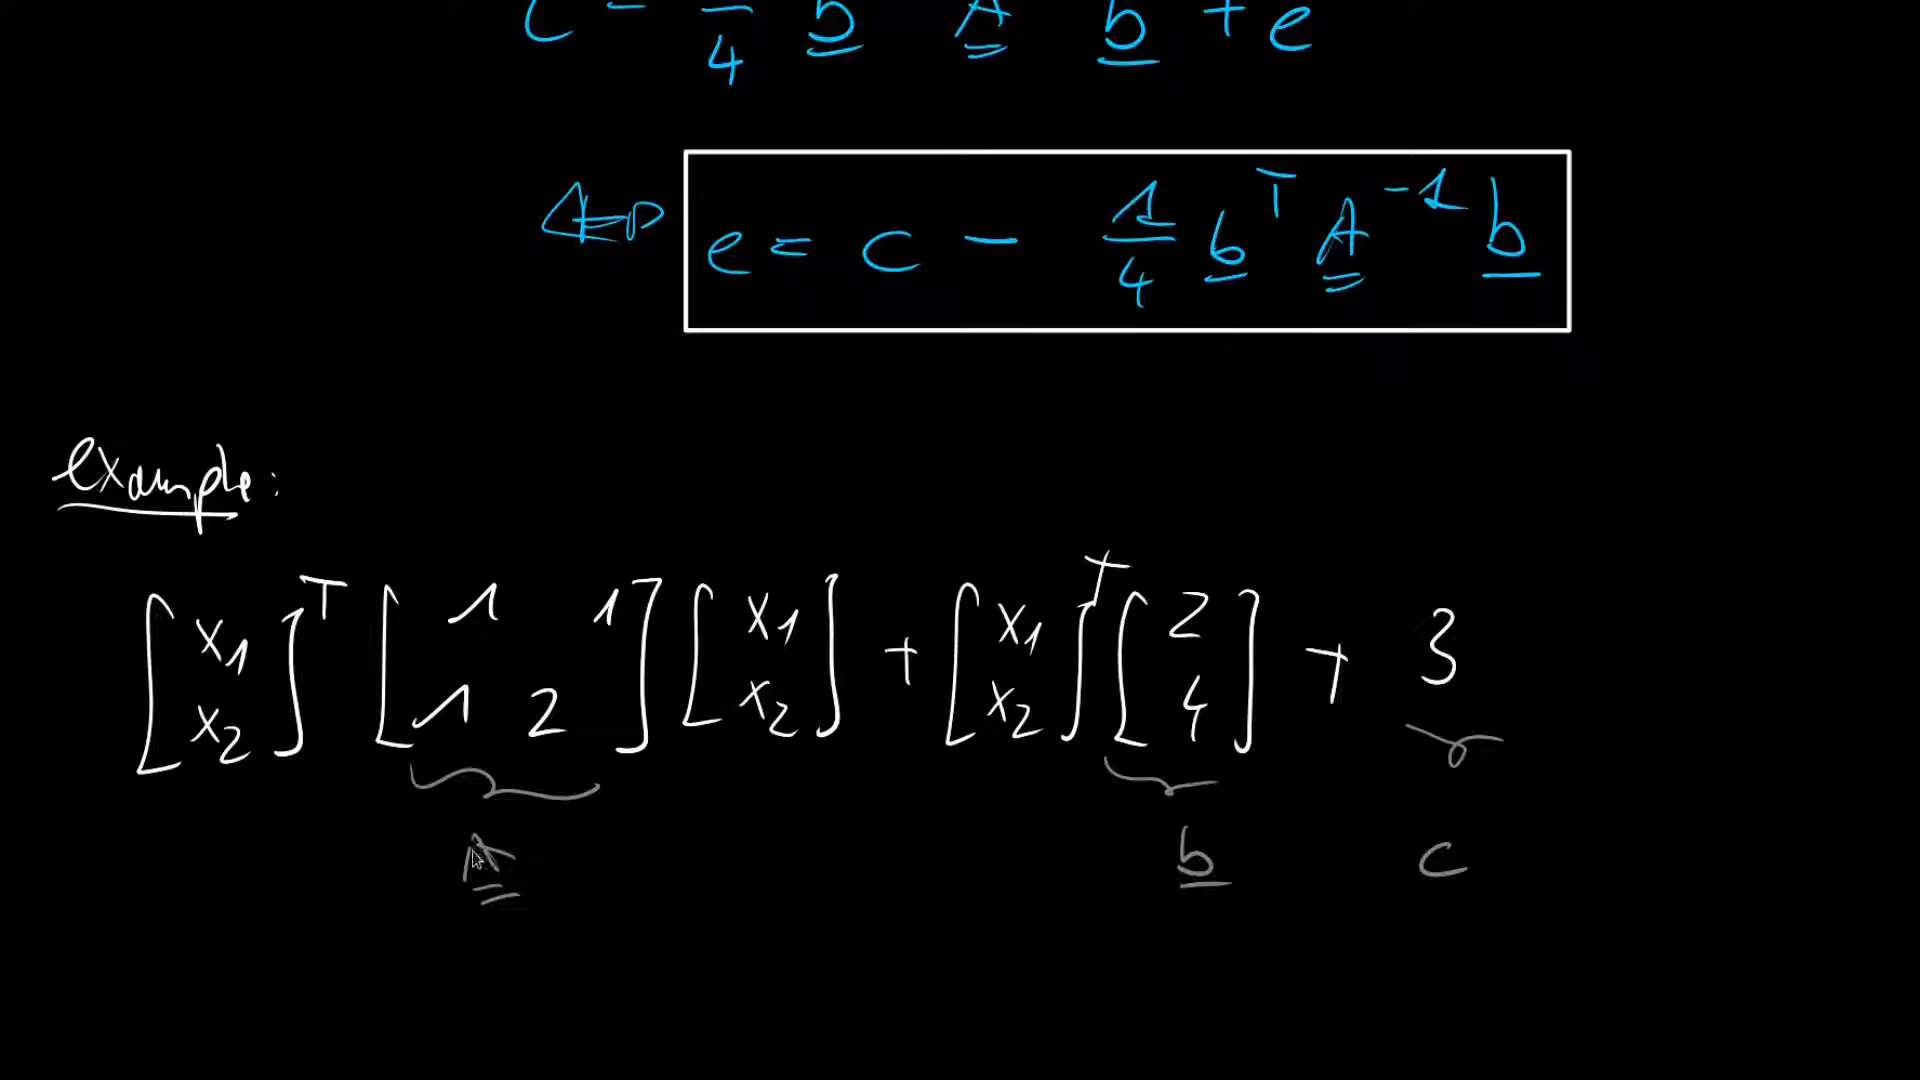 c = 1/4 b A b + e
⇔ e = c − 1/4 b^T A^-1 b
example:
[x1 x2]^T [1 1; 1 2] [x1 x2] + [x1 x2]^T [2 4] + 3
A b c